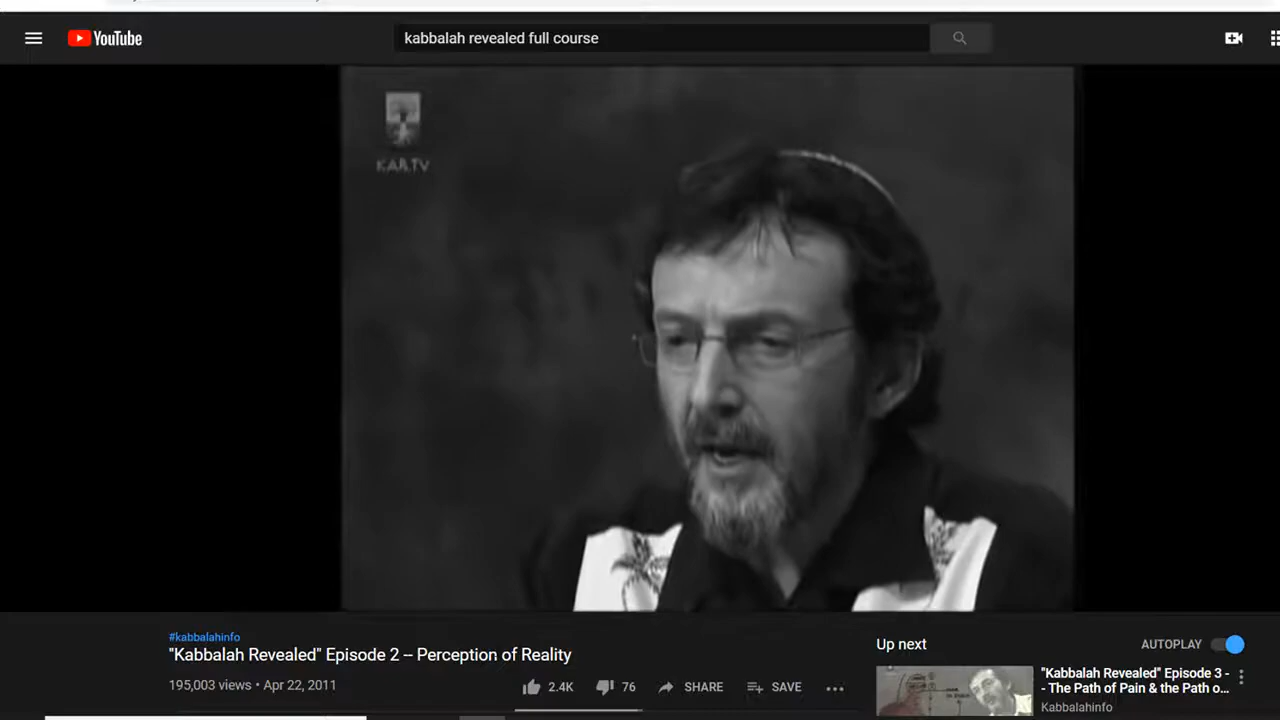 YouTube
kabbalah revealed full course
KAB.TV
#kabbalahinfo
"Kabbalah Revealed" Episode 2 -- Perception of Reality
195,003 views • Apr 22, 2011
2.4K
76
SHARE
SAVE
Up next
AUTOPLAY
"Kabbalah Revealed" Episode 3 -
- The Path of Pain & the Path o...
Kabbalahinfo